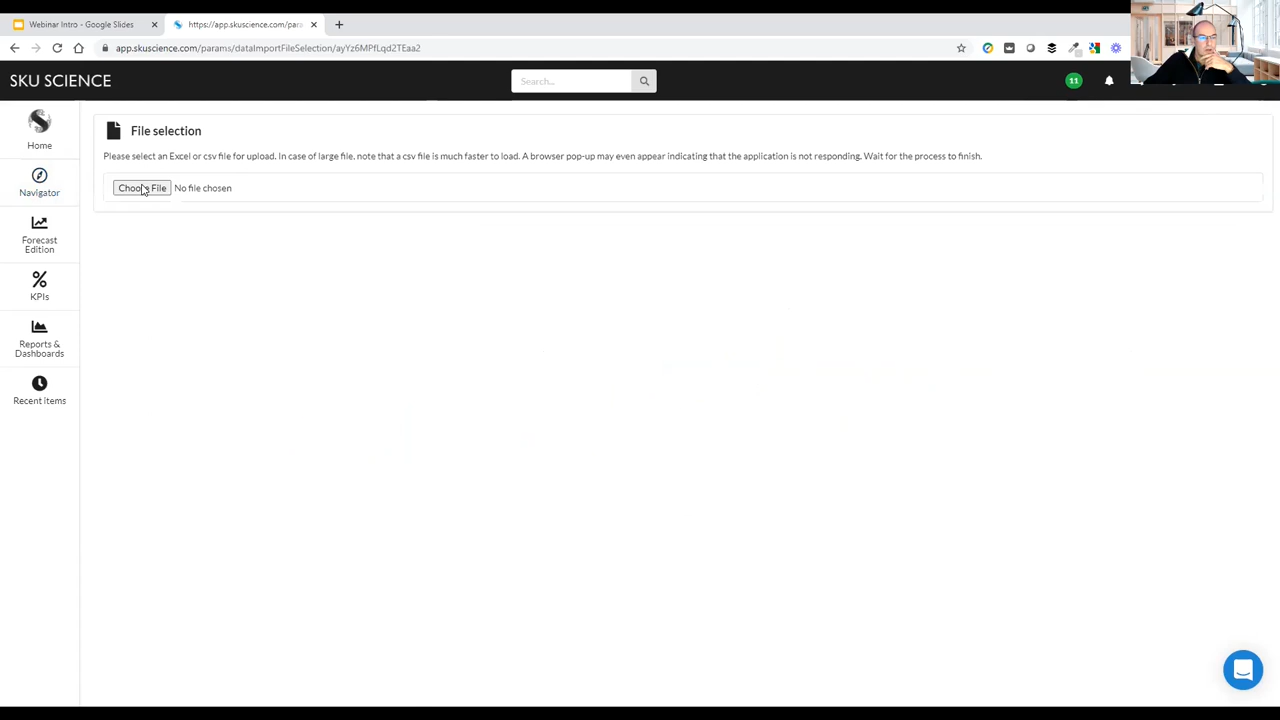 Webinar Intro - Google Slides
https://app.skuscience.com/para
app.skuscience.com/params/dataImportFileSelection/ayYz6MPfLqd2TEaa2
SKU SCIENCE
Search...
11
Home
Navigator
Forecast
Edition
KPIs
Reports &
Dashboards
Recent items
File selection
Please select an Excel or csv file for upload. In case of large file, note that a csv file is much faster to load. A browser pop-up may even appear indicating that the application is not responding. Wait for the process to finish.
Choose File No file chosen